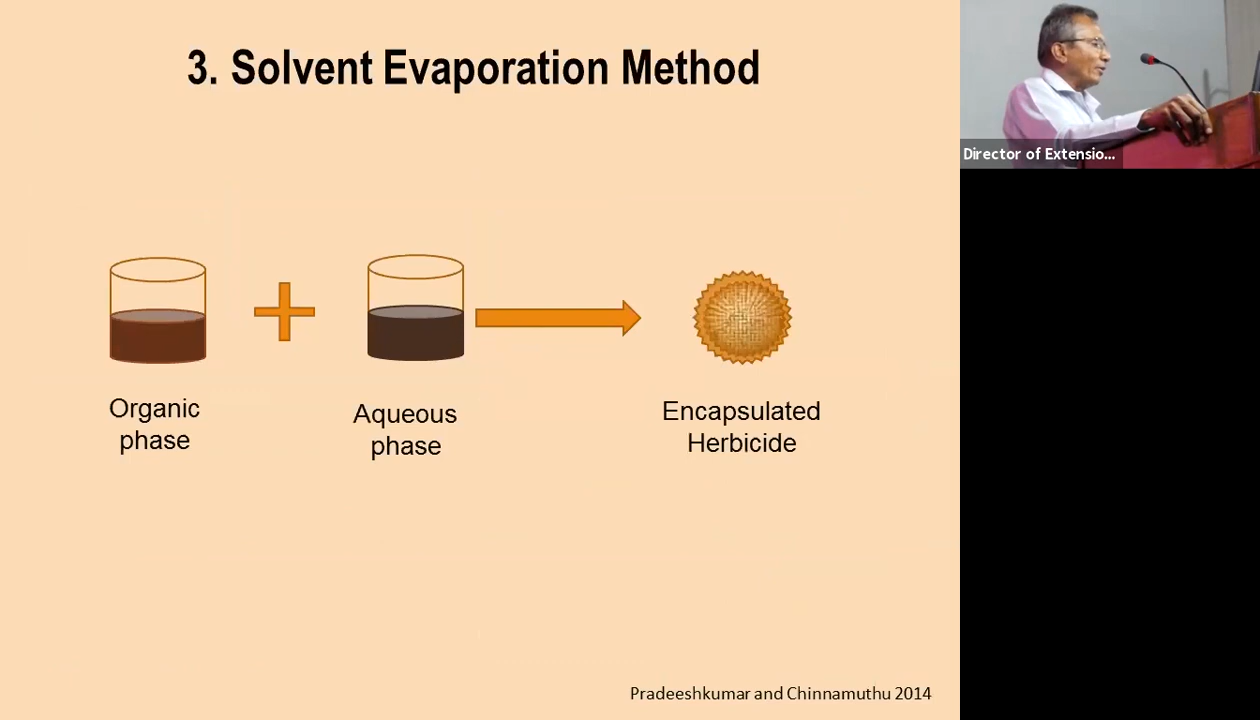 3. Solvent Evaporation Method
Organic
phase
Aqueous
phase
Encapsulated
Herbicide
Pradeeshkumar and Chinnamuthu 2014
Director of Extensio...